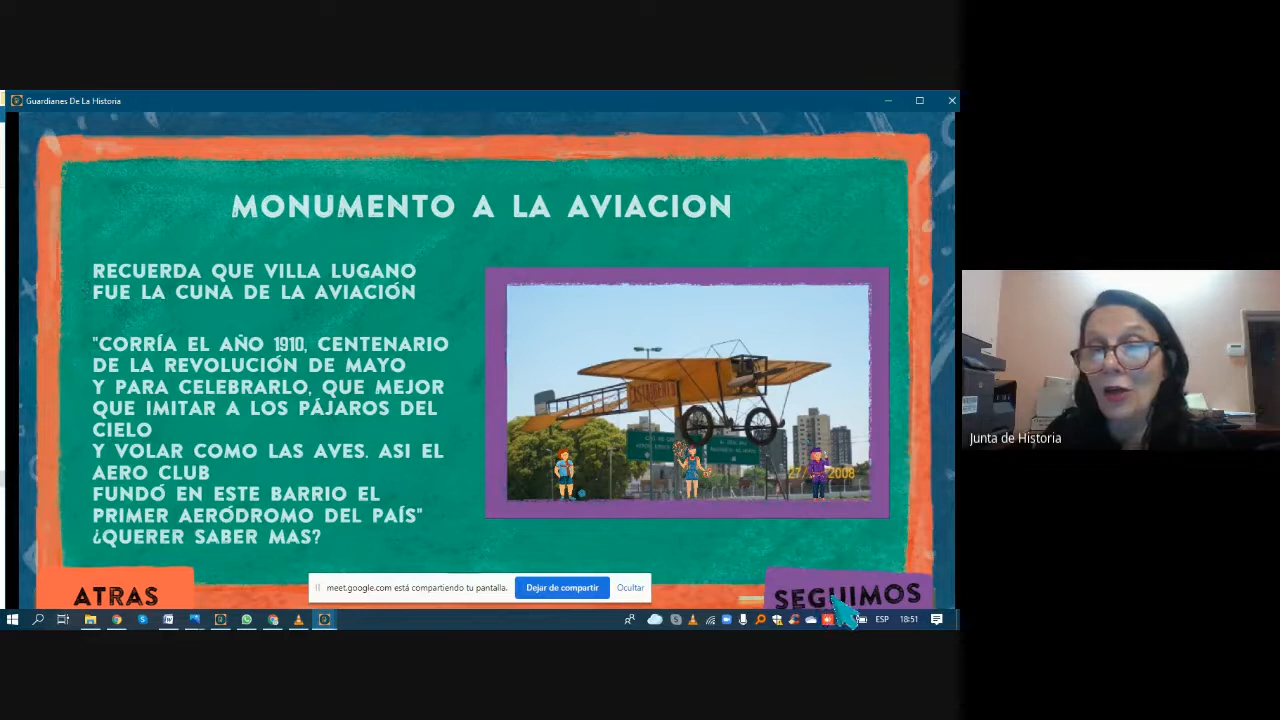 Guardianes De La Historia
MONUMENTO A LA AVIACION
RECUERDA QUE VILLA LUGANO
FUE LA CUNA DE LA AVIACIÓN
"CORRÍA EL AÑO 1910, CENTENARIO
DE LA REVOLUCIÓN DE MAYO
Y PARA CELEBRARLO, QUE MEJOR
QUE IMITAR A LOS PÁJAROS DEL
CIELO
Y VOLAR COMO LAS AVES. ASI EL
AERO CLUB
FUNDÓ EN ESTE BARRIO EL
PRIMER AERÓDROMO DEL PAÍS"
¿QUERER SABER MAS?
2008
ATRAS
meet.google.com está compartiendo tu pantalla.
Dejar de compartir
Ocultar
SEGUIMOS
ESP
18:51
Junta de Historia